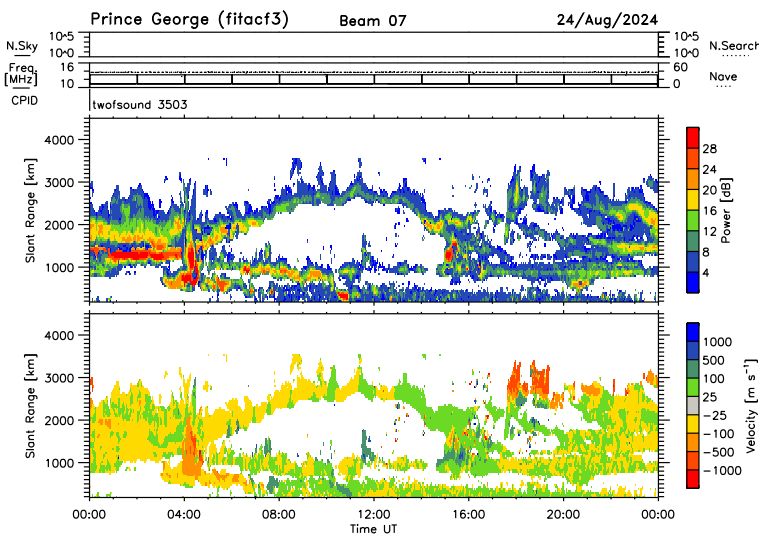 Prince George (fitacf3) Beam 07 24/Aug/2024
N.Sky 10^5 10^0 10^5 10^0 N.Search
Freq. [MHz] 16 10 60 0 Nave
CPID twofsound 3503
Slant Range [km] 4000 3000 2000 1000
Power [dB] 28 24 20 16 12 8 4
Slant Range [km] 4000 3000 2000 1000
Velocity [m s⁻¹] 1000 500 100 25 −25 −100 −500 −1000
00:00 04:00 08:00 12:00 16:00 20:00 00:00
Time UT